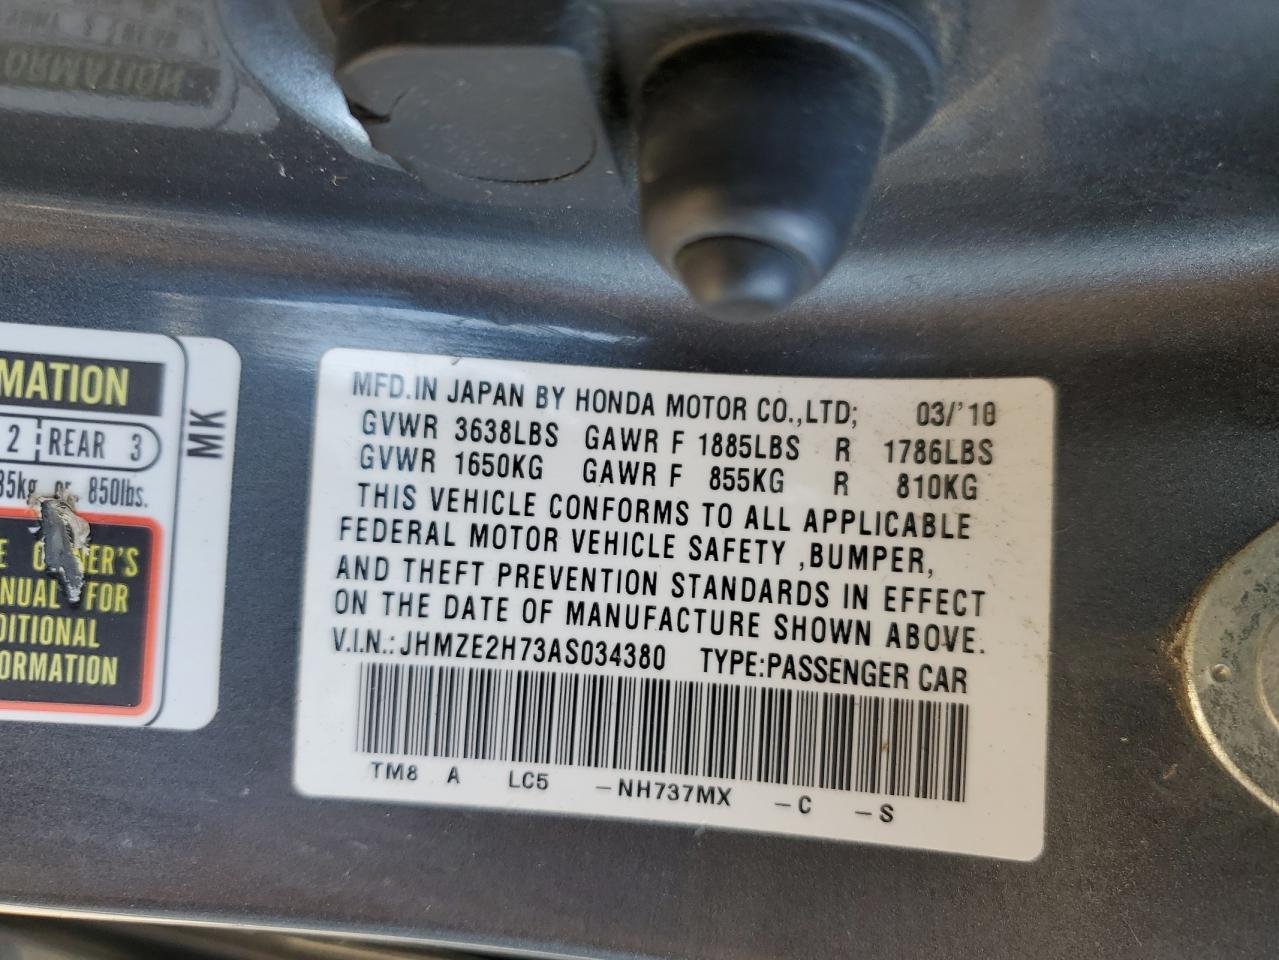 MATION
2 REAR 3
35kg or 850lbs.
E OWNER'S
NUAL FOR
DITIONAL
FORMATION
MK
MFD.IN JAPAN BY HONDA MOTOR CO.,LTD; 03/'10
GVWR 3638LBS GAWR F 1885LBS R 1786LBS
GVWR 1650KG GAWR F 855KG R 810KG
THIS VEHICLE CONFORMS TO ALL APPLICABLE
FEDERAL MOTOR VEHICLE SAFETY ,BUMPER,
AND THEFT PREVENTION STANDARDS IN EFFECT
ON THE DATE OF MANUFACTURE SHOWN ABOVE.
V.I.N.:JHMZE2H73AS034380 TYPE:PASSENGER CAR
TM8 A LC5 -NH737MX -C -S